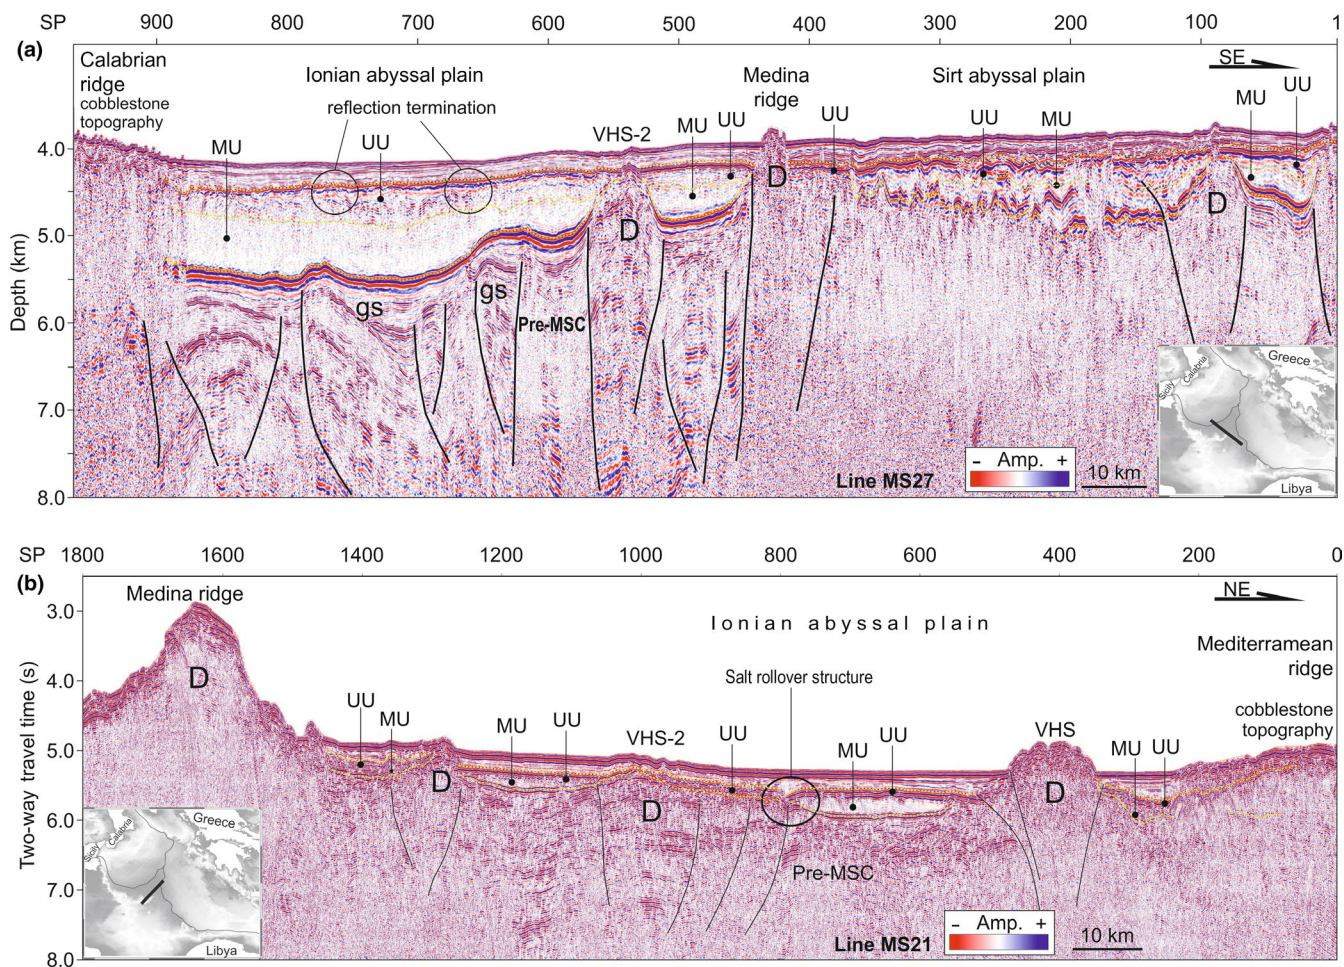 SP 900 800 700 600 500 400 300 200 100 1
(a)
Calabrian
ridge
cobblestone
topography
Ionian abyssal plain
reflection termination
Medina
ridge
Sirt abyssal plain
SE
MU
UU
VHS-2
MU
UU
UU
UU
MU
MU
UU
Depth (km)
4.0
5.0
6.0
7.0
8.0
D
D
D
gs
gs
Pre-MSC
Line MS27
- Amp. +
10 km
Sicily
Calabria
Greece
Libya
SP
1800 1600 1400 1200 1000 800 600 400 200 0
(b)
Medina ridge
Ionian abyssal plain
NE
Mediterramean
ridge
cobblestone
topography
Salt rollover structure
UU
MU
MU
UU
VHS-2
UU
MU
UU
VHS
MU
UU
Two-way travel time (s)
3.0
4.0
5.0
6.0
7.0
8.0
D
D
D
D
Pre-MSC
Line MS21
- Amp. +
10 km
Sicily
Calabria
Greece
Libya